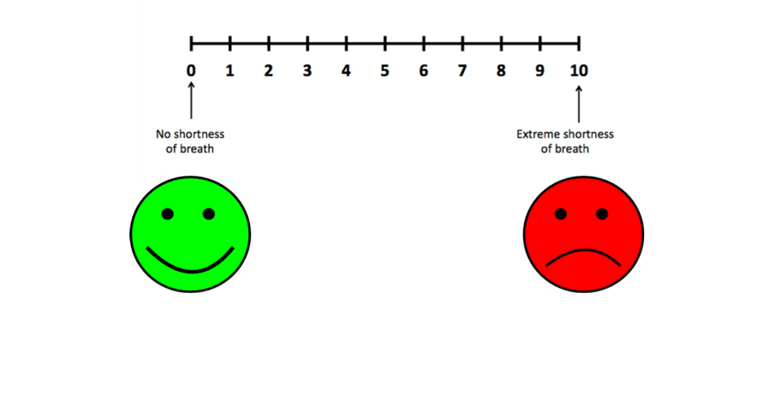 0 1 2 3 4 5 6 7 8 9 10
No shortness Extreme shortness
of breath of breath